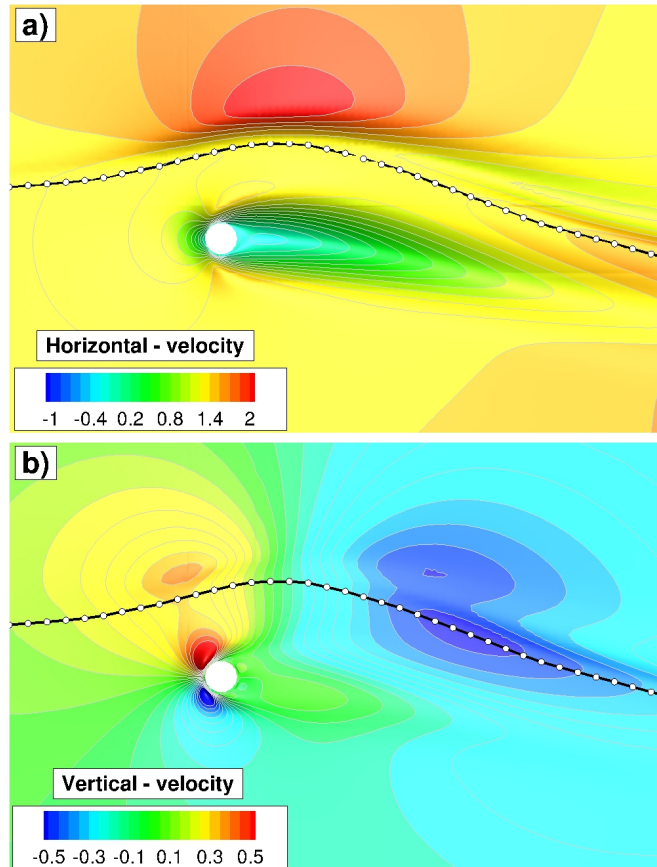 a)
Horizontal - velocity
-1 -0.4 0.2 0.8 1.4 2
b)
Vertical - velocity
-0.5 -0.3 -0.1 0.1 0.3 0.5